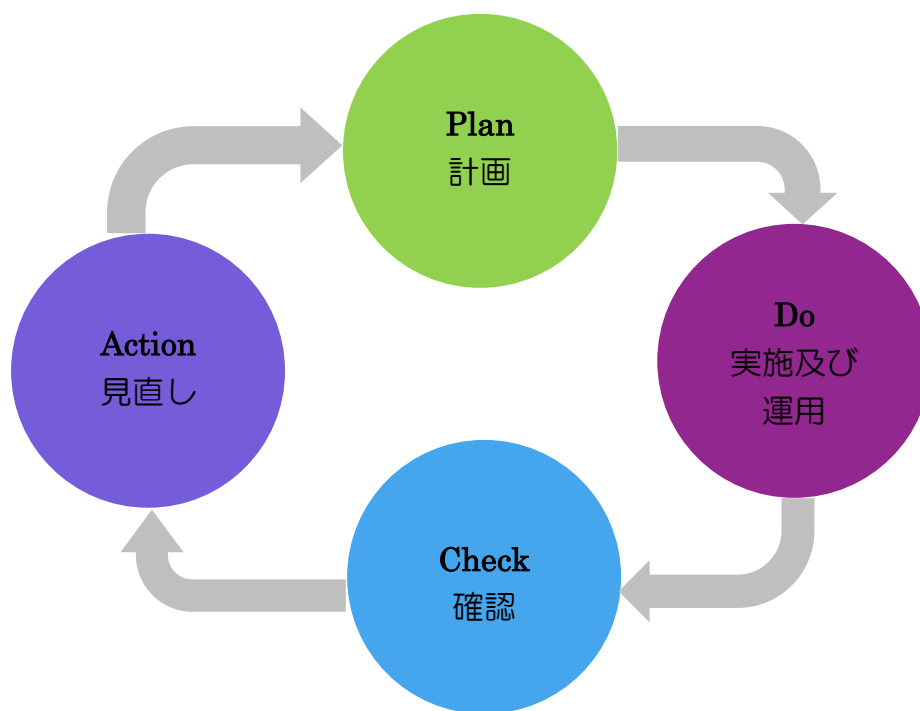 Plan
計画
Do
実施及び
運用
Check
確認
Action
見直し